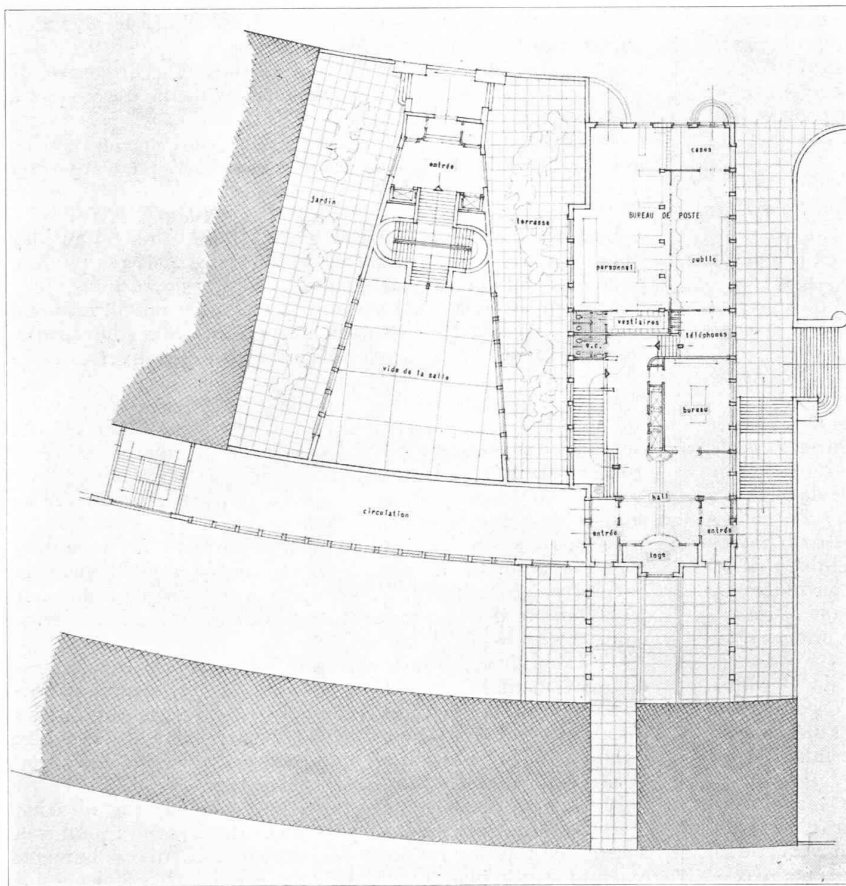 entrée
jardin
terrasse
cases
BUREAU DE POSTE
personnel
public
vestiaires
téléphones
w.c.
vide de la salle
bureau
circulation
hall
entrée
entrée
loge